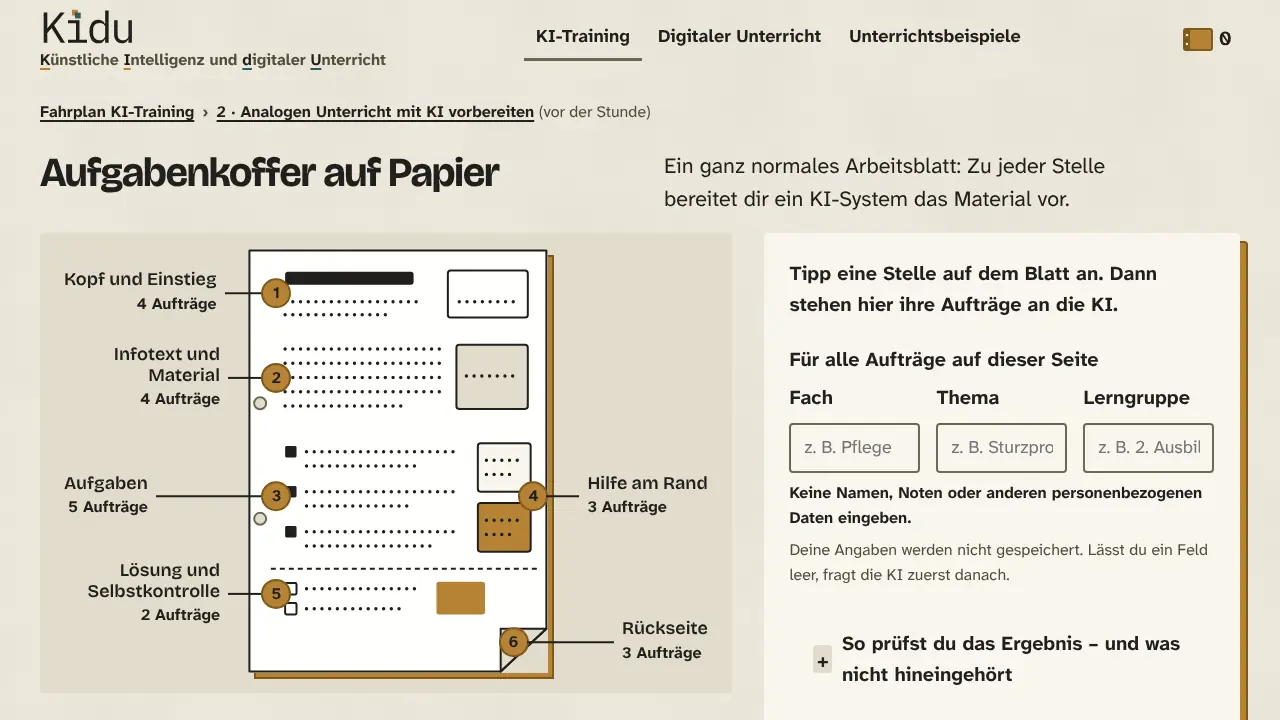 Kidu
Künstliche Intelligenz und digitaler Unterricht
KI-Training
Digitaler Unterricht
Unterrichtsbeispiele
0
Fahrplan KI-Training › 2 · Analogen Unterricht mit KI vorbereiten (vor der Stunde)
Aufgabenkoffer auf Papier
Ein ganz normales Arbeitsblatt: Zu jeder Stelle
bereitet dir ein KI-System das Material vor.
Kopf und Einstieg
4 Aufträge
1
Infotext und
Material
4 Aufträge
2
Aufgaben
5 Aufträge
3
4
Hilfe am Rand
3 Aufträge
Lösung und
Selbstkontrolle
2 Aufträge
5
6
Rückseite
3 Aufträge
Tipp eine Stelle auf dem Blatt an. Dann
stehen hier ihre Aufträge an die KI.
Für alle Aufträge auf dieser Seite
Fach
Thema
Lerngruppe
z. B. Pflege
z. B. Sturzpro
z. B. 2. Ausbil
Keine Namen, Noten oder anderen personenbezogenen
Daten eingeben.
Deine Angaben werden nicht gespeichert. Lässt du ein Feld
leer, fragt die KI zuerst danach.
+
So prüfst du das Ergebnis – und was
nicht hineingehört